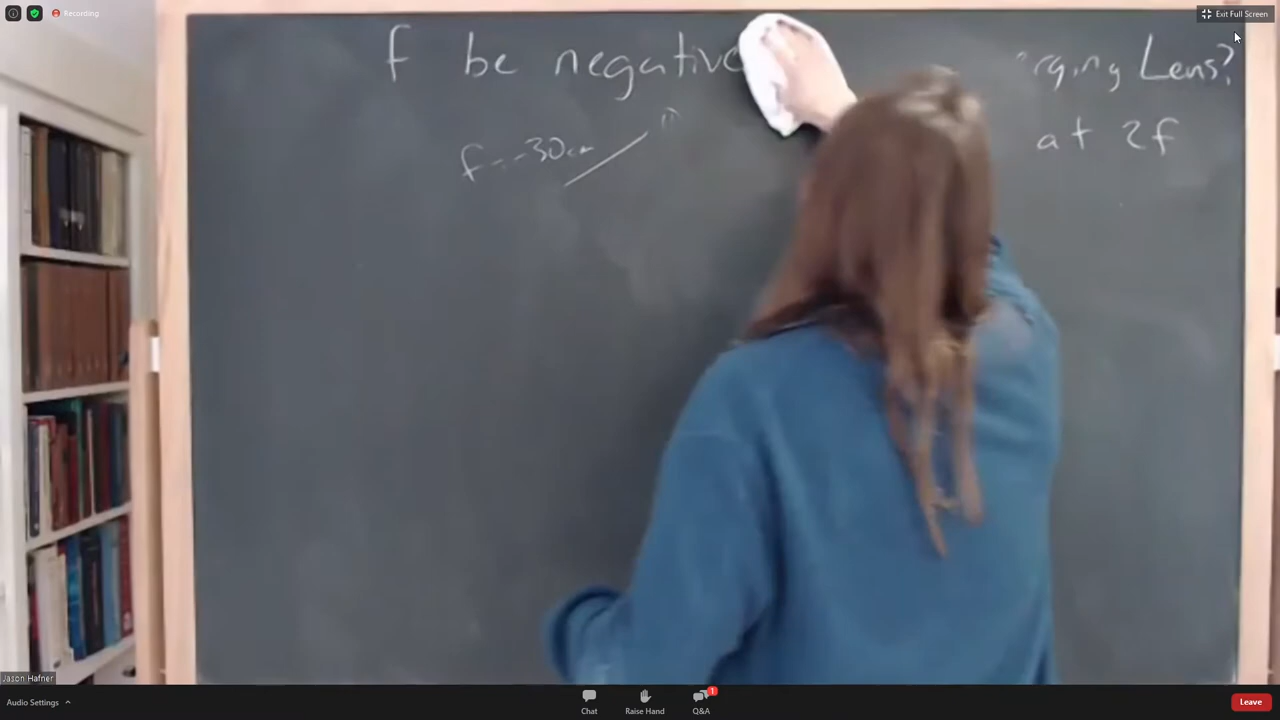 Recording
Exit Full Screen
f be negative
rging Lens?
at 2f
f=-30cm
Jason Hafner
Audio Settings
Chat
Raise Hand
1
Q&A
Leave